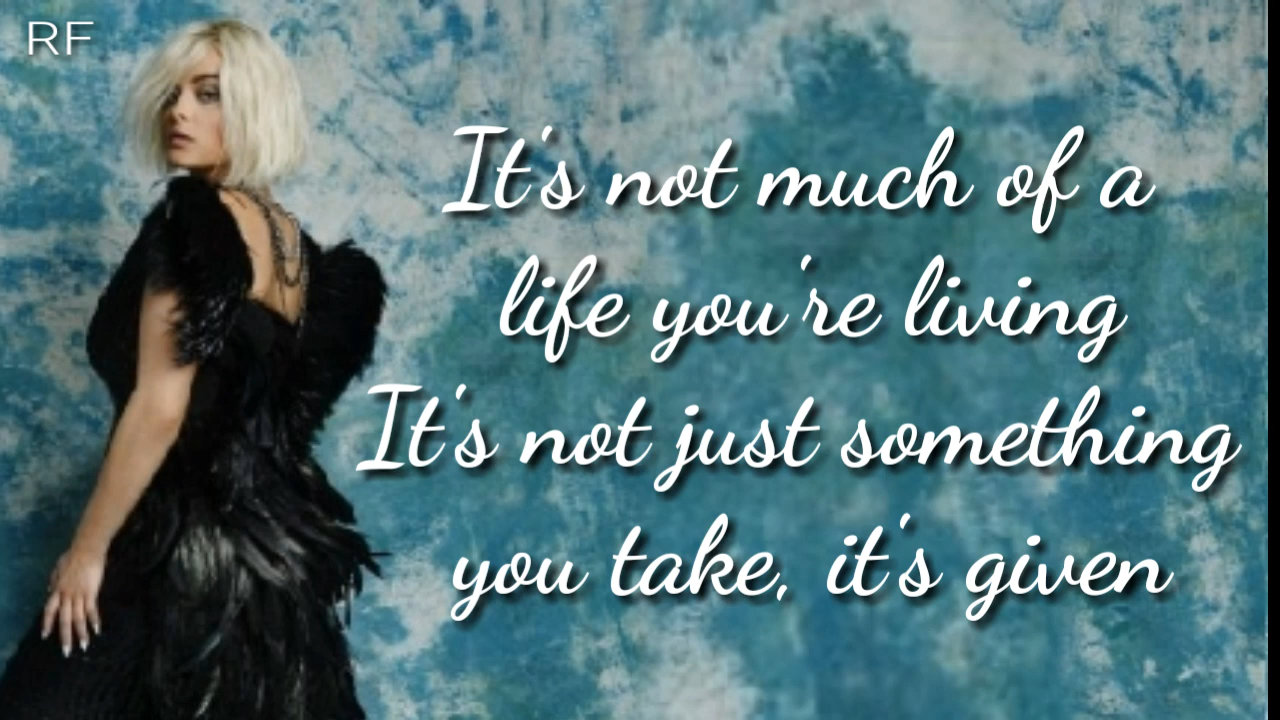 RF
It's not much of a
life you're living
It's not just something
you take, it's given